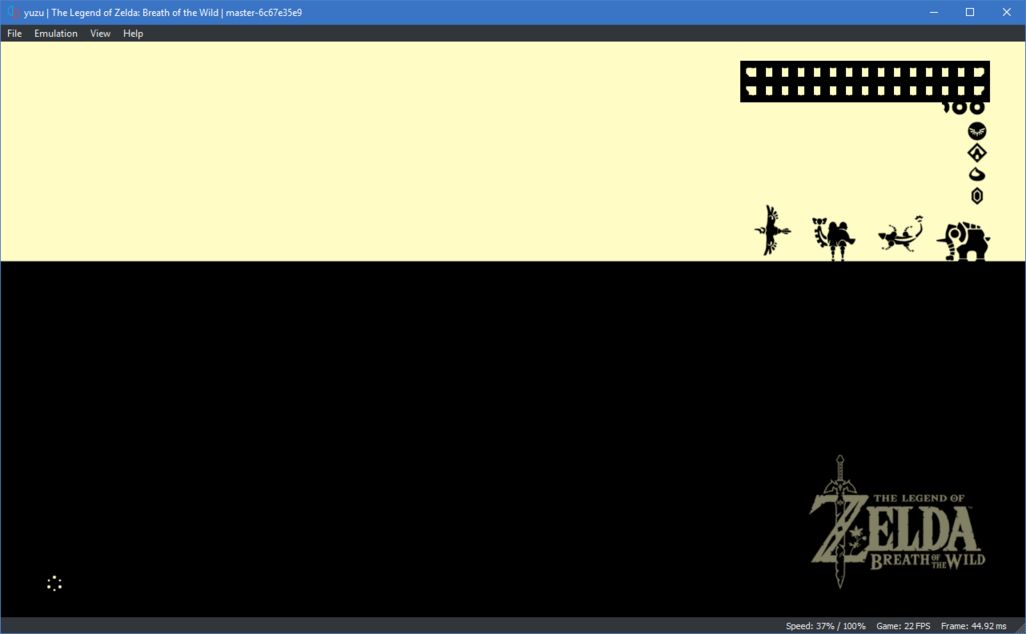 yuzu | The Legend of Zelda: Breath of the Wild | master-6c67e35e9
File Emulation View Help
THE LEGEND OF
ZELDA™
BREATH OF THE WILD
Speed: 37% / 100% Game: 22 FPS Frame: 44.92 ms